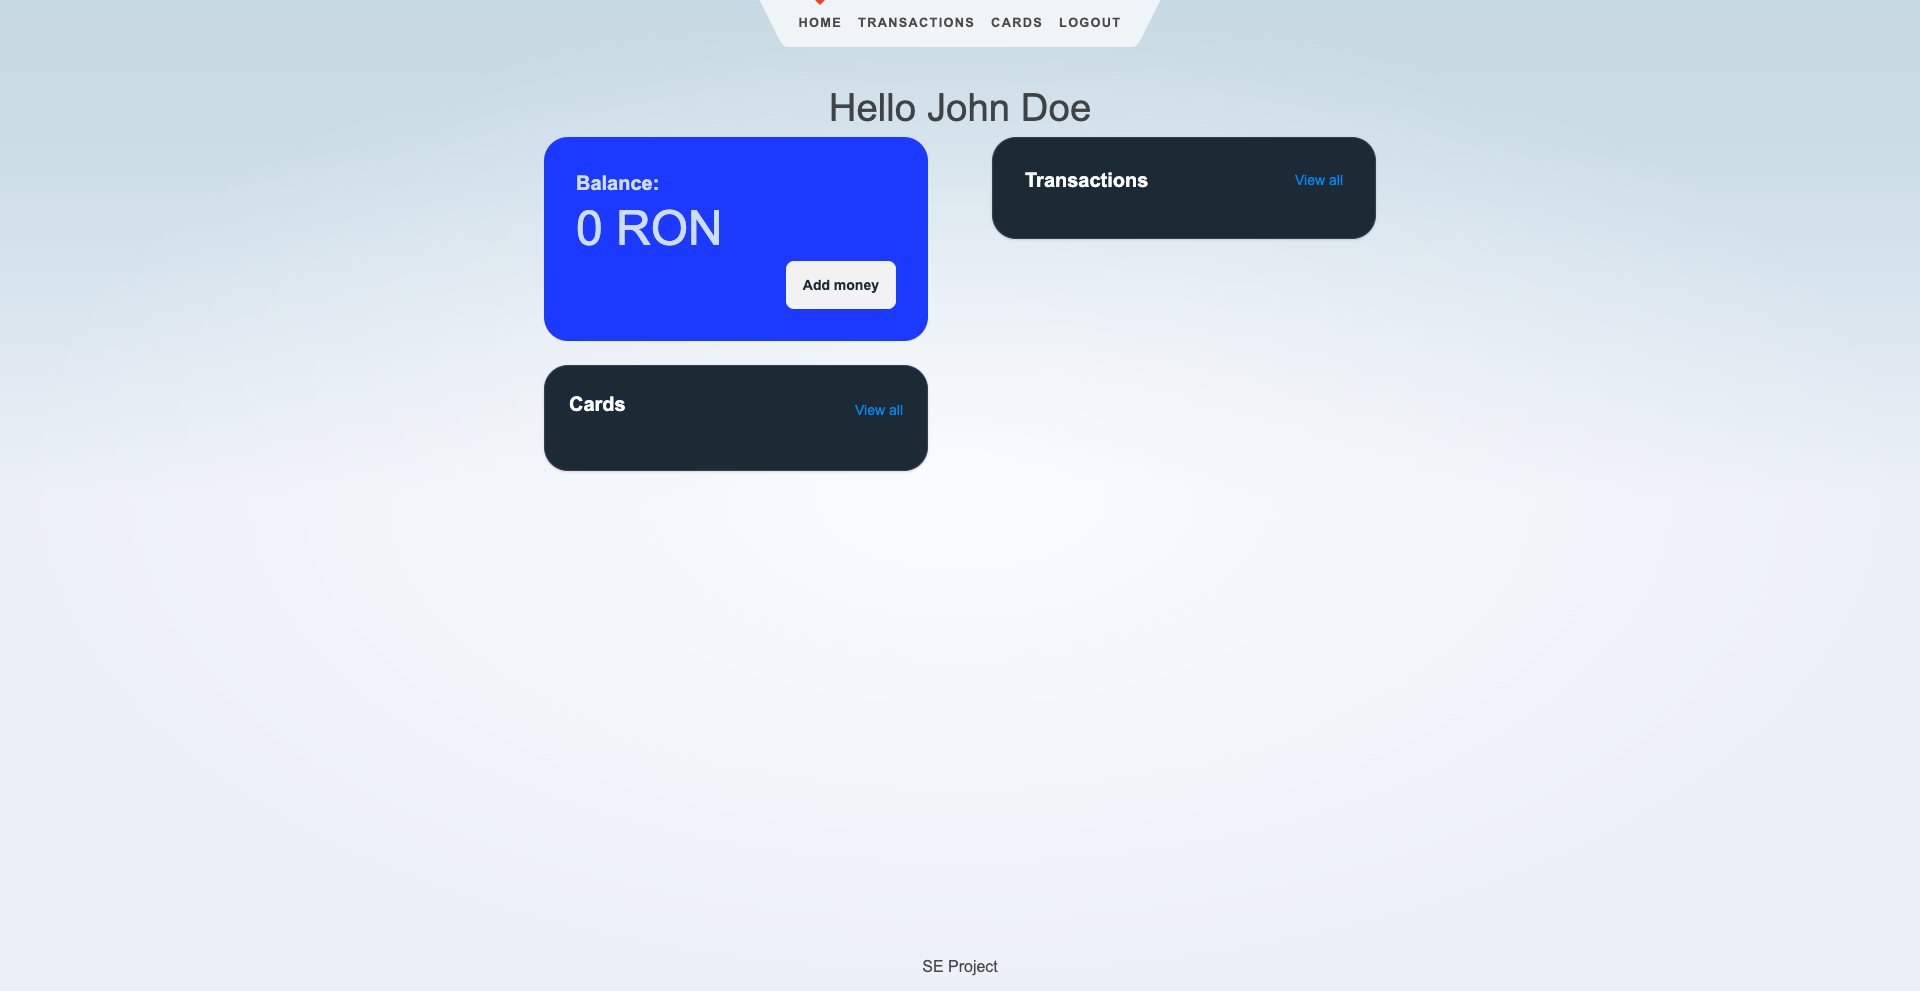 HOME TRANSACTIONS CARDS LOGOUT
Hello John Doe
Balance:
0 RON
Add money
Transactions
View all
Cards
View all
SE Project